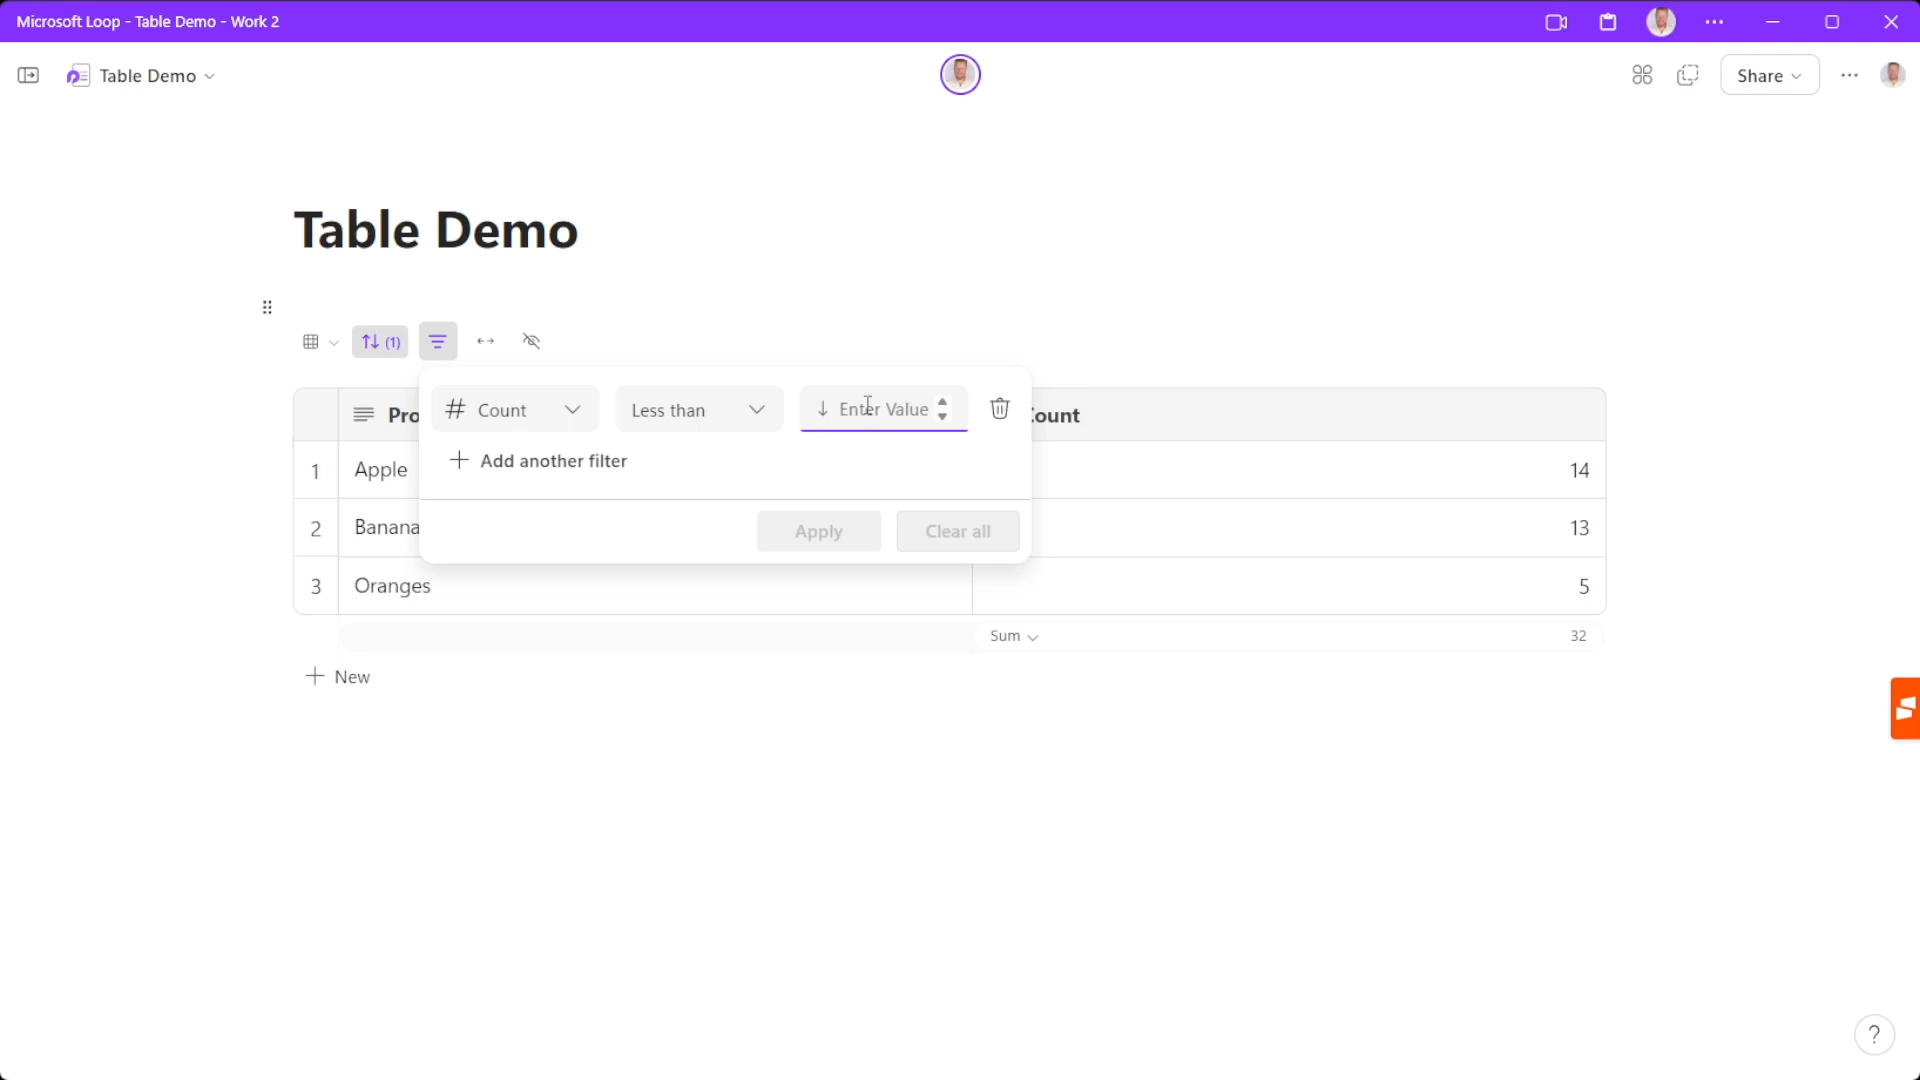 Microsoft Loop - Table Demo - Work 2
Table Demo
Share
Table Demo
(1)
Pro
Count
Less than
Enter Value
ount
Add another filter
1 Apple 14
2 Banana 13
Apply
Clear all
3 Oranges 5
Sum 32
New
?